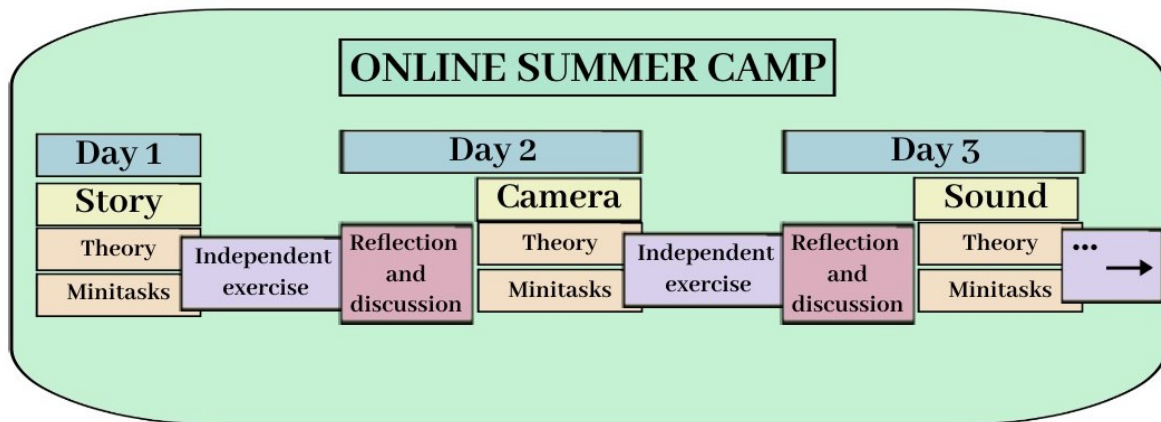 ONLINE SUMMER CAMP
Day 1
Story
Theory
Minitasks
Independent
exercise
Day 2
Reflection
and
discussion
Camera
Theory
Minitasks
Independent
exercise
Day 3
Reflection
and
discussion
Sound
Theory
Minitasks
...